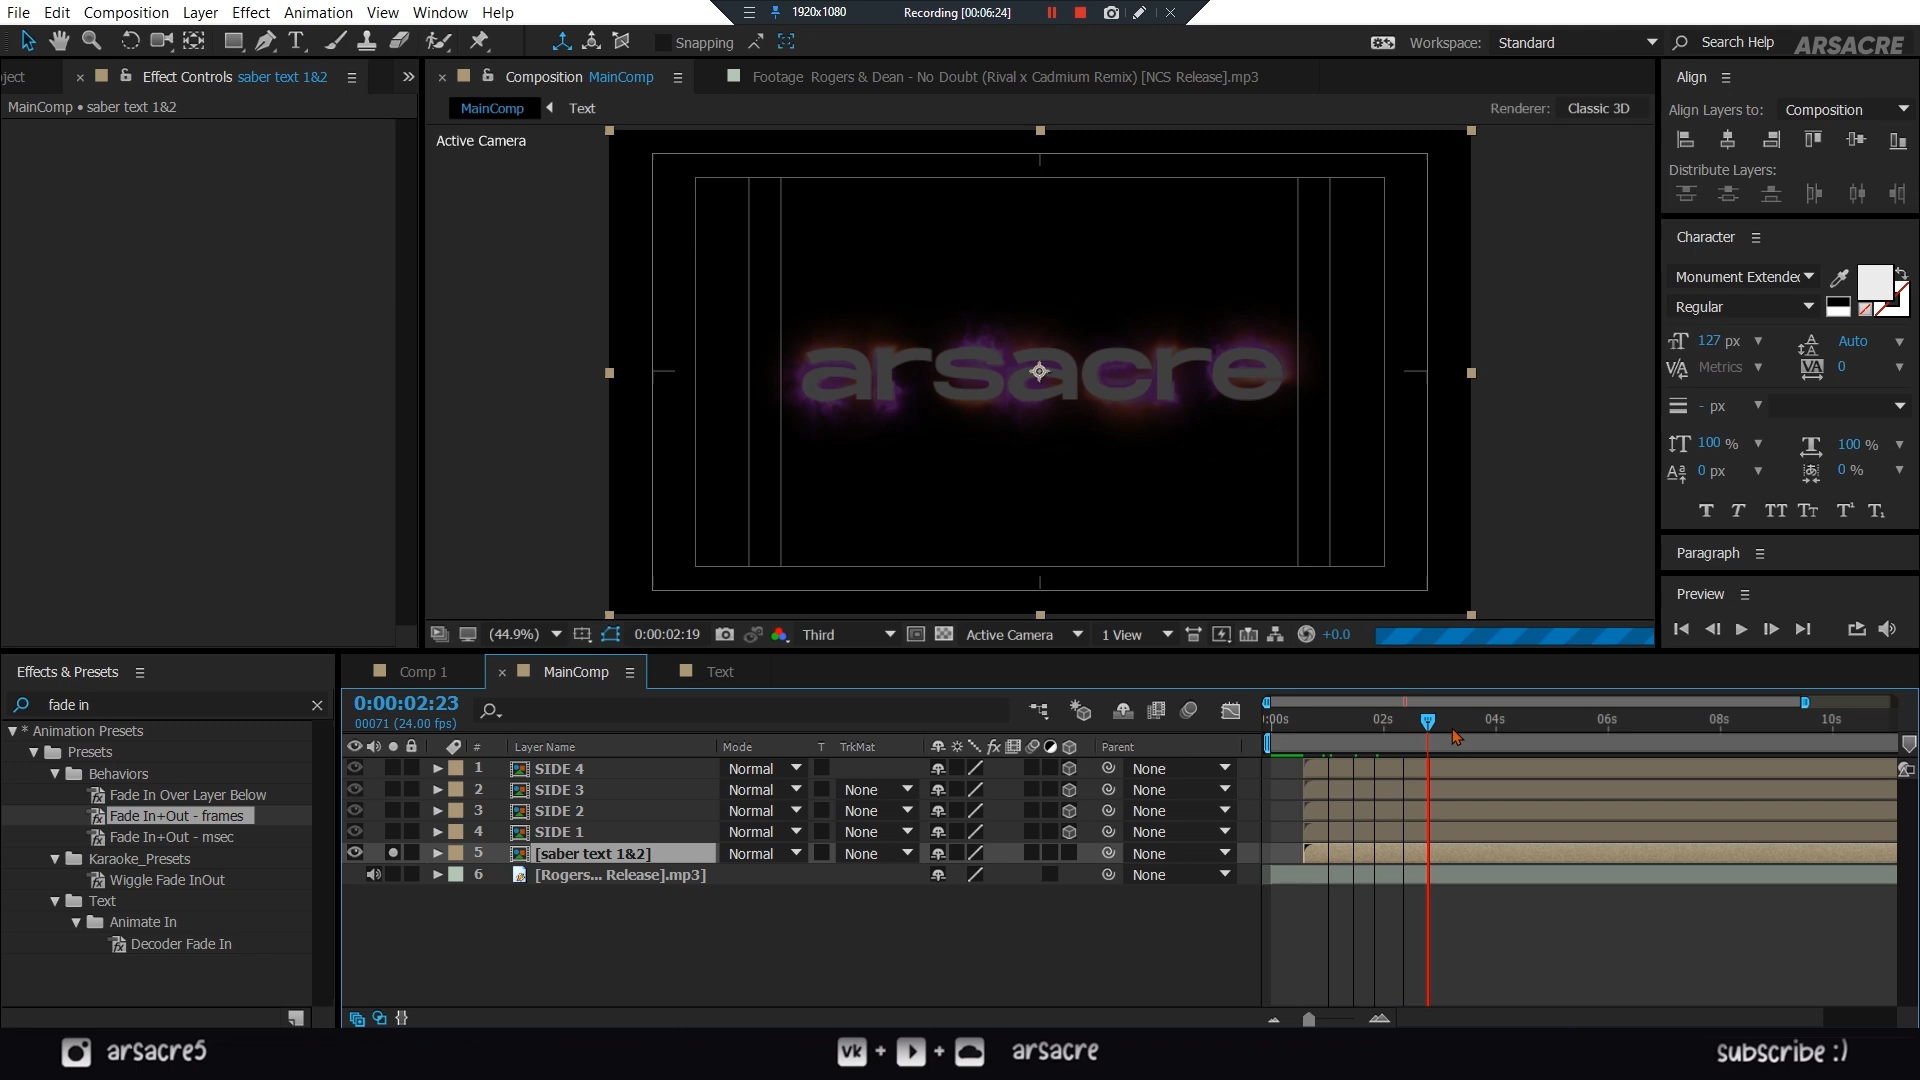 File Edit Composition Layer Effect Animation View Window Help
1920x1080 Recording [00:06:24]
Snapping
Workspace: Standard Search Help ARSACRE
ject Effect Controls saber text 1&2
Composition MainComp
Footage Rogers & Dean - No Doubt (Rival x Cadmium Remix) [NCS Release].mp3
Align
MainComp • saber text 1&2
MainComp Text
Renderer: Classic 3D
Align Layers to: Composition
Active Camera
Distribute Layers:
Character
Monument Extended
Regular
127 px Auto
Metrics 0
arsacre
- px
100 % 100 %
0 px 0 %
T T TT Tт T¹ T₁
Paragraph
Preview
(44.9%) 0:00:02:19 Third Active Camera 1 View +0.0
Effects & Presets
Comp 1 MainComp Text
fade in
0:00:02:23
00071 (24.00 fps)
:00s 02s 04s 06s 08s 10s
* Animation Presets
Presets
Behaviors
Fade In Over Layer Below
Fade In+Out - frames
Fade In+Out - msec
Karaoke_Presets
Wiggle Fade InOut
Text
Animate In
Decoder Fade In
# Layer Name Mode T TrkMat fx Parent
1 SIDE 4 Normal None
2 SIDE 3 Normal None None
3 SIDE 2 Normal None None
4 SIDE 1 Normal None None
5 [saber text 1&2] Normal None None
6 [Rogers... Release].mp3] None
arsacre5
vk + + arsacre
subscribe :)